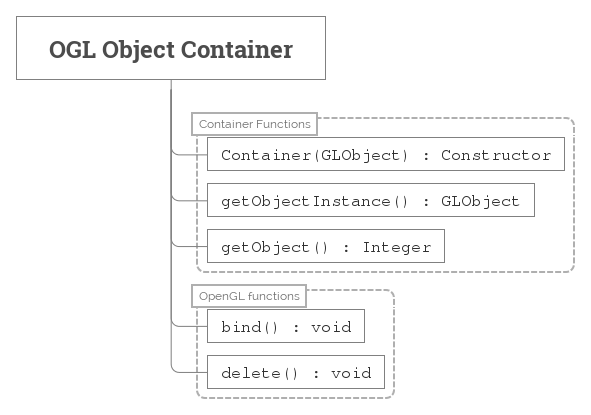 OGL Object Container
Container Functions
Container(GLObject) : Constructor
getObjectInstance() : GLObject
getObject() : Integer
OpenGL functions
bind() : void
delete() : void